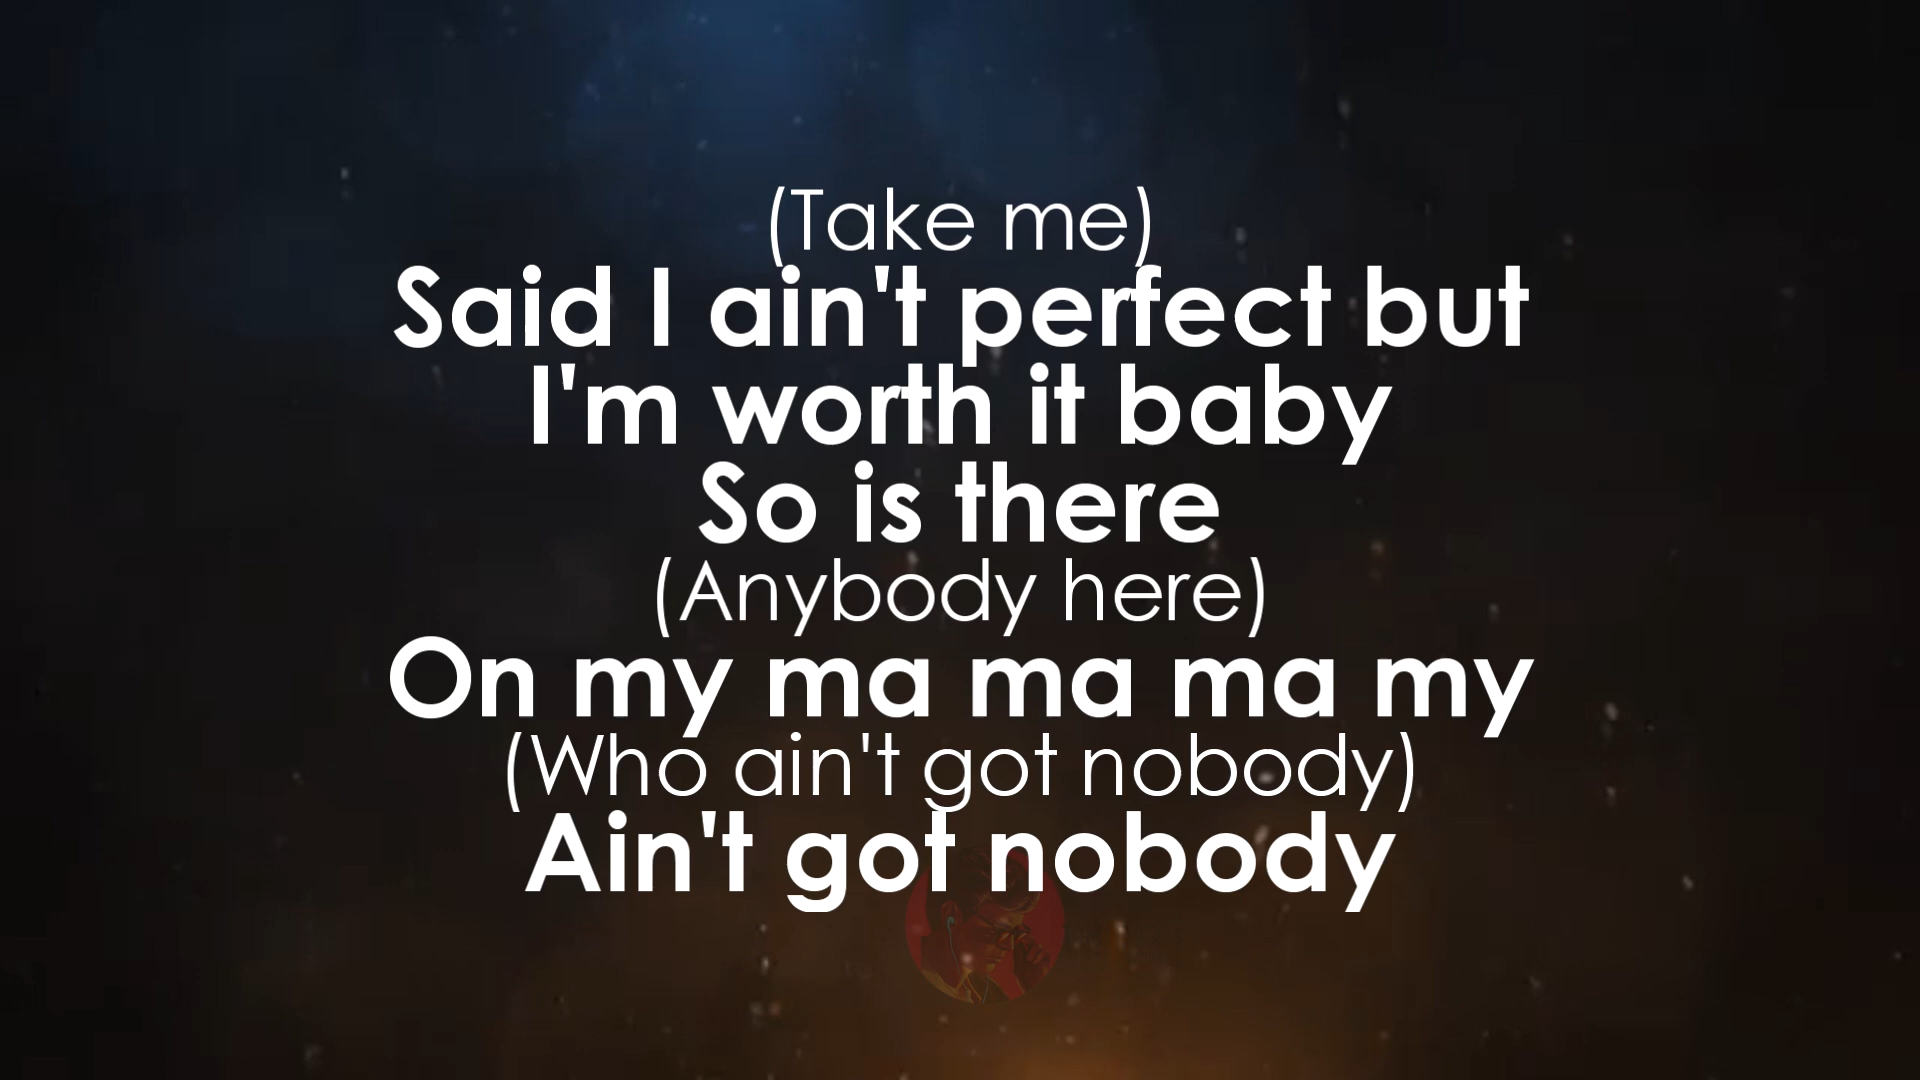 (Take me)
Said I ain't perfect but
I'm worth it baby
So is there
(Anybody here)
On my ma ma ma my
(Who ain't got nobody)
Ain't got nobody